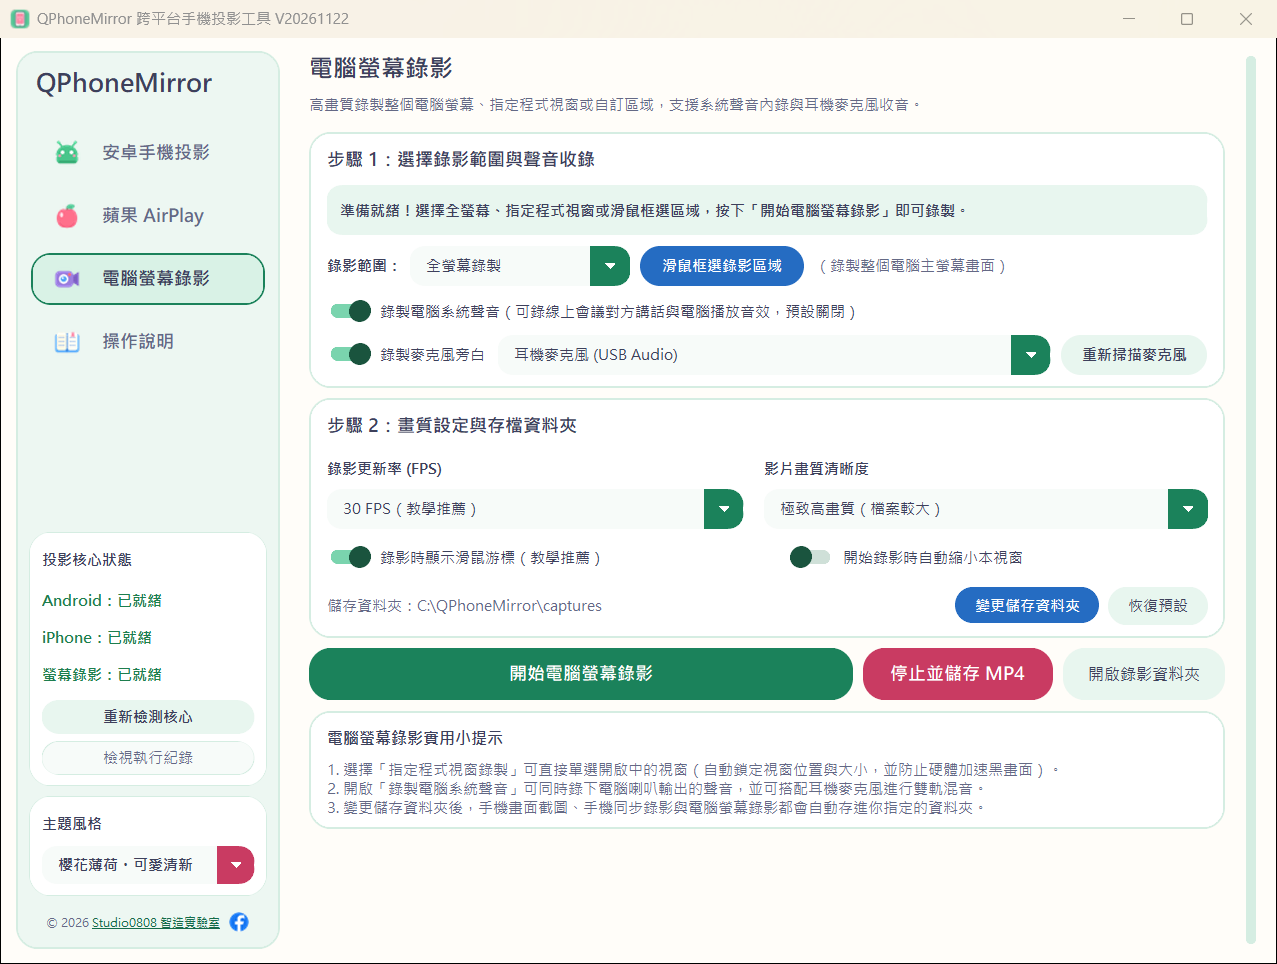 QPhoneMirror 跨平台手機投影工具 V20261122
QPhoneMirror
安卓手機投影
蘋果 AirPlay
電腦螢幕錄影
操作說明
投影核心狀態
Android：已就緒
iPhone：已就緒
螢幕錄影：已就緒
重新檢測核心
檢視執行紀錄
主題風格
櫻花薄荷・可愛清新
© 2026 Studio0808 智造實驗室
電腦螢幕錄影
高畫質錄製整個電腦螢幕、指定程式視窗或自訂區域，支援系統聲音內錄與耳機麥克風收音。
步驟 1：選擇錄影範圍與聲音收錄
準備就緒！選擇全螢幕、指定程式視窗或滑鼠框選區域，按下「開始電腦螢幕錄影」即可錄製。
錄影範圍： 全螢幕錄製 滑鼠框選錄影區域 （錄製整個電腦主螢幕畫面）
錄製電腦系統聲音（可錄線上會議對方講話與電腦播放音效，預設關閉）
錄製麥克風旁白 耳機麥克風 (USB Audio) 重新掃描麥克風
步驟 2：畫質設定與存檔資料夾
錄影更新率 (FPS) 影片畫質清晰度
30 FPS（教學推薦） 極致高畫質（檔案較大）
錄影時顯示滑鼠游標（教學推薦） 開始錄影時自動縮小本視窗
儲存資料夾：C:\QPhoneMirror\captures 變更儲存資料夾 恢復預設
開始電腦螢幕錄影 停止並儲存 MP4 開啟錄影資料夾
電腦螢幕錄影實用小提示
1. 選擇「指定程式視窗錄製」可直接單選開啟中的視窗（自動鎖定視窗位置與大小，並防止硬體加速黑畫面）。
2. 開啟「錄製電腦系統聲音」可同時錄下電腦喇叭輸出的聲音，並可搭配耳機麥克風進行雙軌混音。
3. 變更儲存資料夾後，手機畫面截圖、手機同步錄影與電腦螢幕錄影都會自動存進你指定的資料夾。